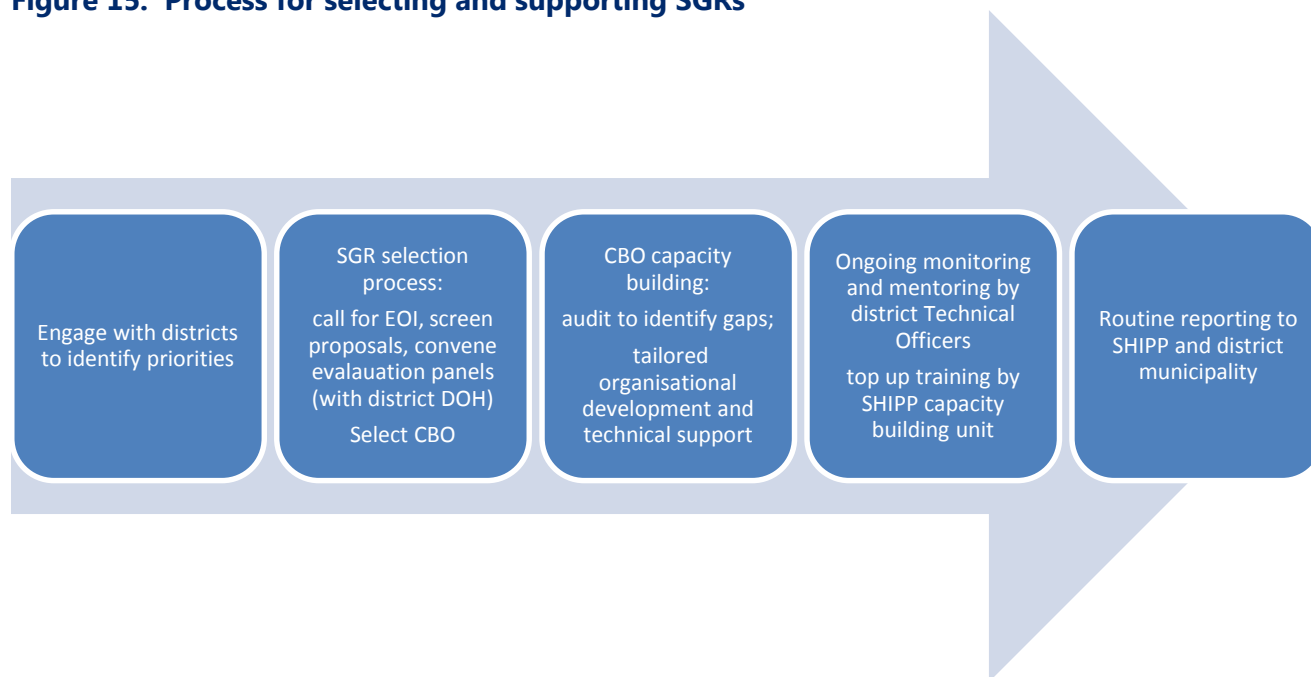 Figure 15: Process for selecting and supporting SGRs
Engage with districts
to identify priorities
SGR selection
process:
call for EOI, screen
proposals, convene
evalauation panels
(with district DOH)
Select CBO
CBO capacity
building:
audit to identify gaps;
tailored
organisational
development and
technical support
Ongoing monitoring
and mentoring by
district Technical
Officers
top up training by
SHIPP capacity
building unit
Routine reporting to
SHIPP and district
municipality